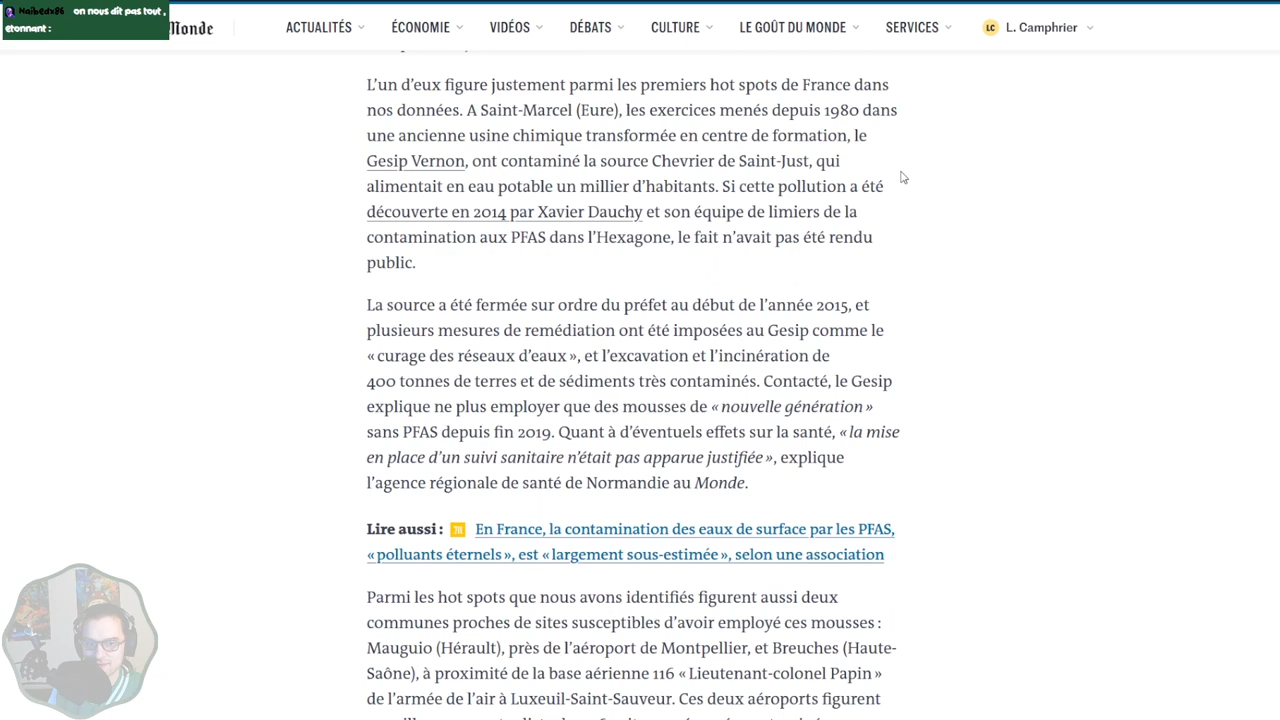 Naibedx86 on nous dit pas tout ,
etonnant :
Monde
ACTUALITÉS ÉCONOMIE VIDÉOS DÉBATS CULTURE LE GOÛT DU MONDE SERVICES LC L. Camphrier
L’un d’eux figure justement parmi les premiers hot spots de France dans
nos données. A Saint-Marcel (Eure), les exercices menés depuis 1980 dans
une ancienne usine chimique transformée en centre de formation, le
Gesip Vernon, ont contaminé la source Chevrier de Saint-Just, qui
alimentait en eau potable un millier d’habitants. Si cette pollution a été
découverte en 2014 par Xavier Dauchy et son équipe de limiers de la
contamination aux PFAS dans l’Hexagone, le fait n’avait pas été rendu
public.
La source a été fermée sur ordre du préfet au début de l’année 2015, et
plusieurs mesures de remédiation ont été imposées au Gesip comme le
« curage des réseaux d’eaux », et l’excavation et l’incinération de
400 tonnes de terres et de sédiments très contaminés. Contacté, le Gesip
explique ne plus employer que des mousses de « nouvelle génération »
sans PFAS depuis fin 2019. Quant à d’éventuels effets sur la santé, « la mise
en place d’un suivi sanitaire n’était pas apparue justifiée », explique
l’agence régionale de santé de Normandie au Monde.
Lire aussi : En France, la contamination des eaux de surface par les PFAS,
« polluants éternels », est « largement sous-estimée », selon une association
Parmi les hot spots que nous avons identifiés figurent aussi deux
communes proches de sites susceptibles d’avoir employé ces mousses :
Mauguio (Hérault), près de l’aéroport de Montpellier, et Breuches (Haute-
Saône), à proximité de la base aérienne 116 « Lieutenant-colonel Papin »
de l’armée de l’air à Luxeuil-Saint-Sauveur. Ces deux aéroports figurent